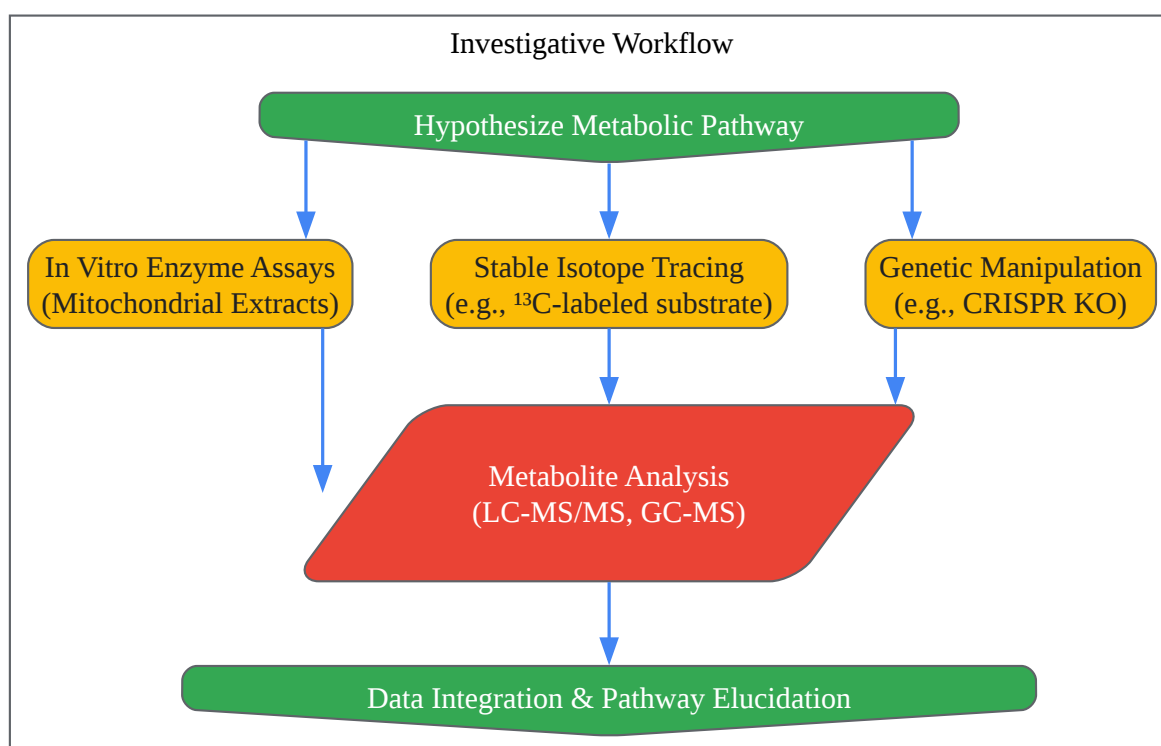 Investigative Workflow
Hypothesize Metabolic Pathway
In Vitro Enzyme Assays
(Mitochondrial Extracts)
Stable Isotope Tracing
(e.g., ¹³C-labeled substrate)
Genetic Manipulation
(e.g., CRISPR KO)
Metabolite Analysis
(LC-MS/MS, GC-MS)
Data Integration & Pathway Elucidation